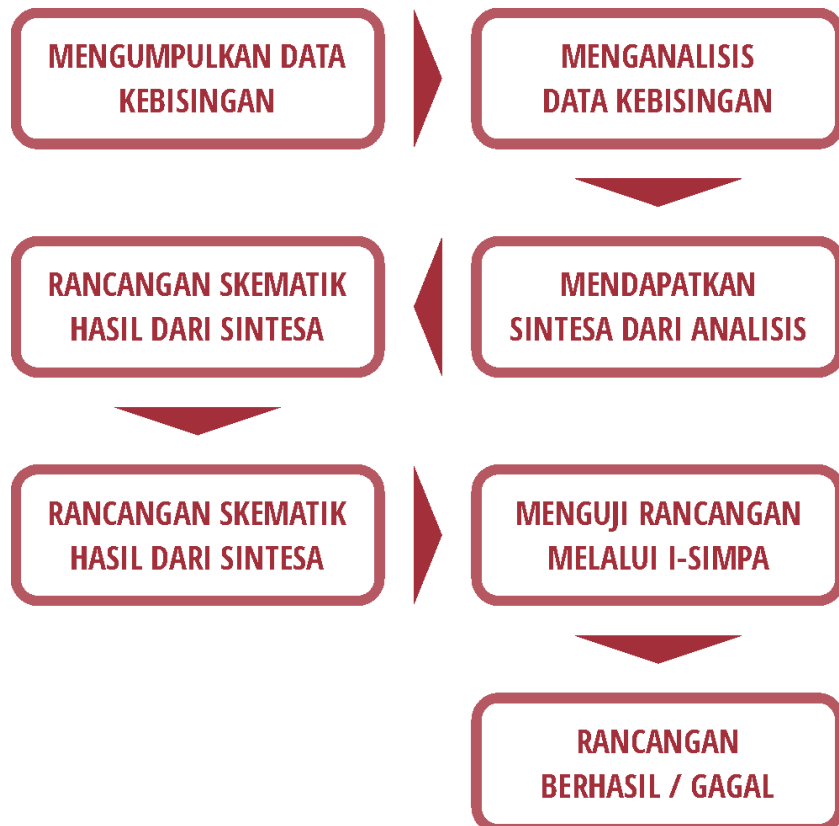 MENGUMPULKAN DATA
KEBISINGAN
MENGANALISIS
DATA KEBISINGAN
MENDAPATKAN
SINTESA DARI ANALISIS
RANCANGAN SKEMATIK
HASIL DARI SINTESA
RANCANGAN SKEMATIK
HASIL DARI SINTESA
MENGUJI RANCANGAN
MELALUI I-SIMPA
RANCANGAN
BERHASIL / GAGAL